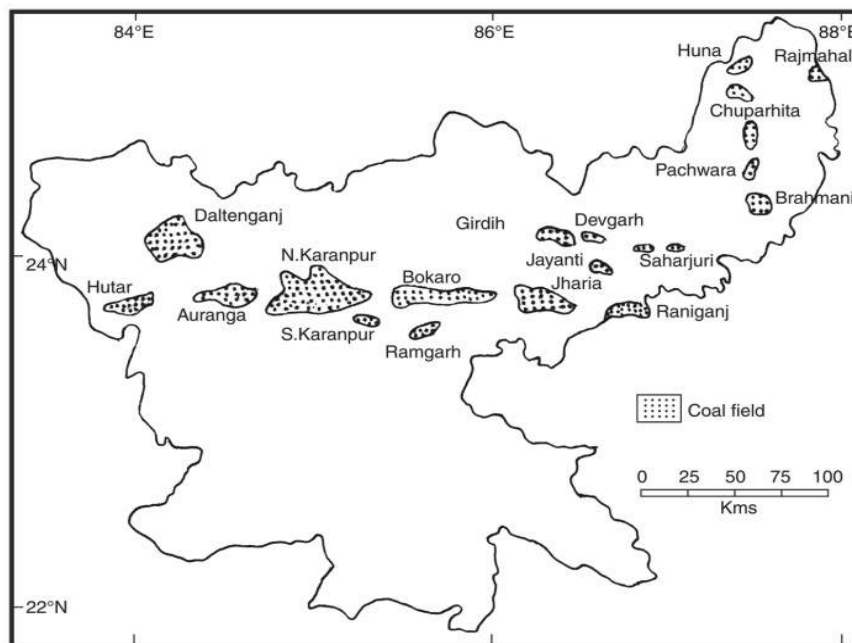 84°E
86°E
88°E
Huna
Rajmahal
Chuparhita
Pachwara
Brahmani
Daltenganj
Girdih
Devgarh
N.Karanpur
Jayanti
Saharjuri
24°N
Hutar
Bokaro
Jharia
Auranga
S.Karanpur
Raniganj
Ramgarh
Coal field
0 25 50 75 100
Kms
22°N